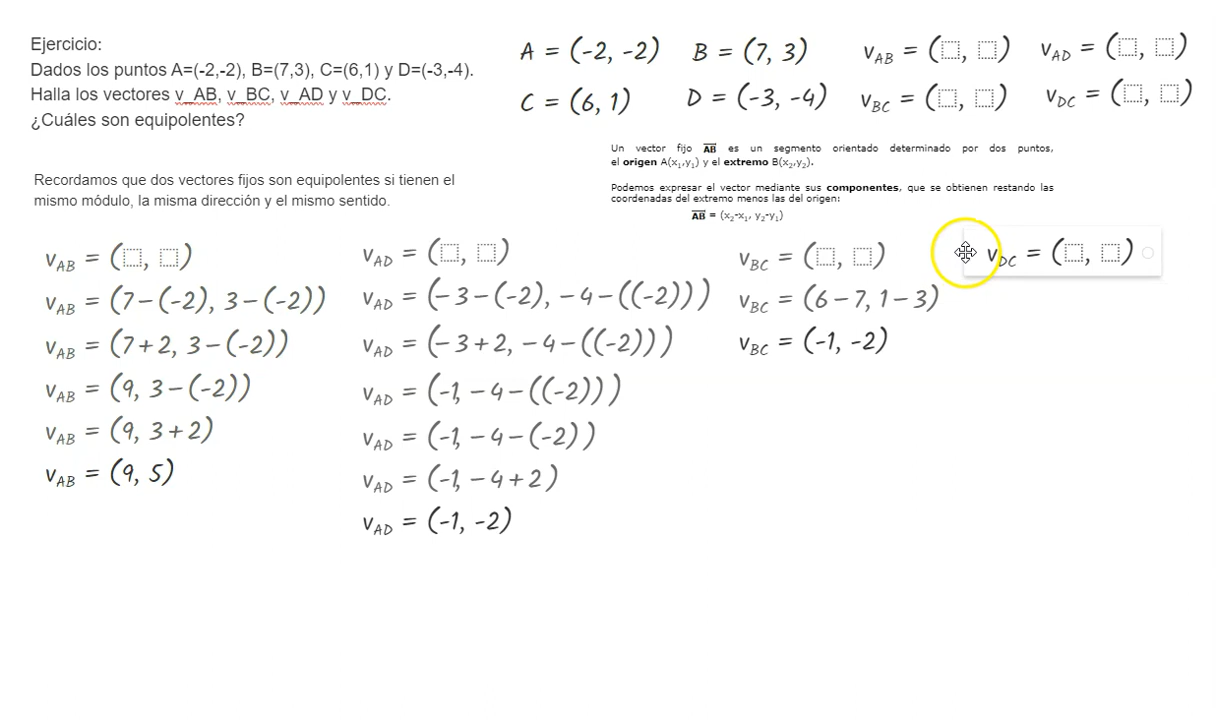 Ejercicio:
Dados los puntos A=(-2,-2), B=(7,3), C=(6,1) y D=(-3,-4).
Halla los vectores v_AB, v_BC, v_AD y v_DC.
¿Cuáles son equipolentes?
A = (-2, -2) B = (7, 3) v_AB = (□, □) v_AD = (□, □)
C = (6, 1) D = (-3, -4) v_BC = (□, □) v_DC = (□, □)
Un vector fijo AB es un segmento orientado determinado por dos puntos,
el origen A(x₁,y₁) y el extremo B(x₂,y₂).
Podemos expresar el vector mediante sus componentes, que se obtienen restando las
coordenadas del extremo menos las del origen:
AB = (x₂-x₁, y₂-y₁)
Recordamos que dos vectores fijos son equipolentes si tienen el
mismo módulo, la misma dirección y el mismo sentido.
v_AB = (□, □)
v_AB = (7-(-2), 3-(-2))
v_AB = (7+2, 3-(-2))
v_AB = (9, 3-(-2))
v_AB = (9, 3+2)
v_AB = (9, 5)
v_AD = (□, □)
v_AD = (-3-(-2), -4-((-2)))
v_AD = (-3+2, -4-((-2)))
v_AD = (-1, -4-((-2)))
v_AD = (-1, -4-(-2))
v_AD = (-1, -4+2)
v_AD = (-1, -2)
v_BC = (□, □)
v_BC = (6-7, 1-3)
v_BC = (-1, -2)
v_DC = (□, □)